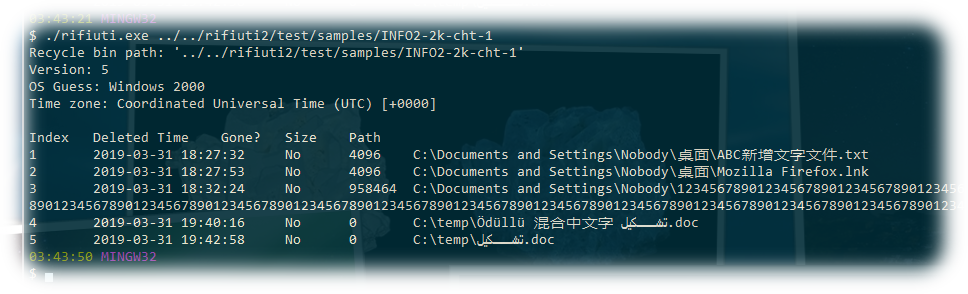 03:43:21 MINGW32
$ ./rifiuti.exe ../../rifiuti2/test/samples/INFO2-2k-cht-1
Recycle bin path: '../../rifiuti2/test/samples/INFO2-2k-cht-1'
Version: 5
OS Guess: Windows 2000
Time zone: Coordinated Universal Time (UTC) [+0000]
Index Deleted Time Gone? Size Path
1 2019-03-31 18:27:32 No 4096 C:\Documents and Settings\Nobody\桌面\ABC新增文字文件.txt
2 2019-03-31 18:27:53 No 4096 C:\Documents and Settings\Nobody\桌面\Mozilla Firefox.lnk
3 2019-03-31 18:32:24 No 958464 C:\Documents and Settings\Nobody\12345678901234567890123456789012345
89012345678901234567890123456789012345678901234567890123456789012345678901234567890123456789012345678901234567890123
4 2019-03-31 19:40:16 No 0 C:\temp\Ödüllü 混合中文字 تشـــكيل.doc
5 2019-03-31 19:42:58 No 0 C:\temp\تشـــكيل.doc
03:43:50 MINGW32
$